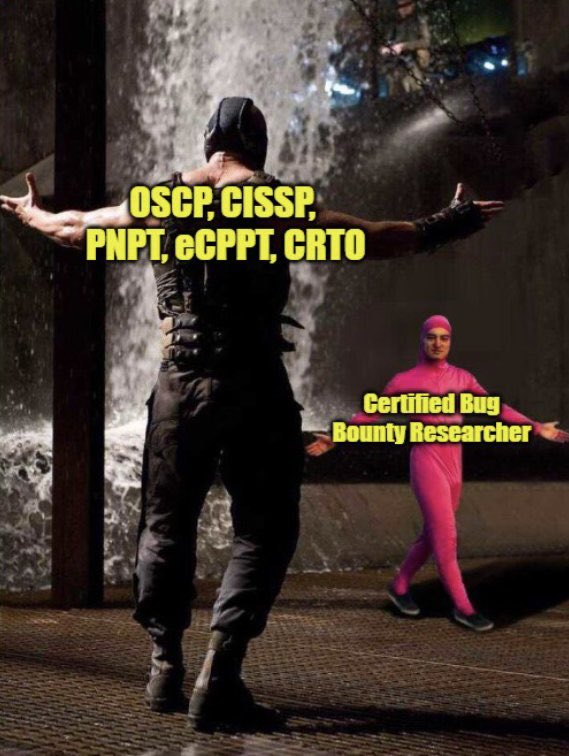 OSCP, CISSP,
PNPT, eCPPT, CRTO
Certified Bug
Bounty Researcher